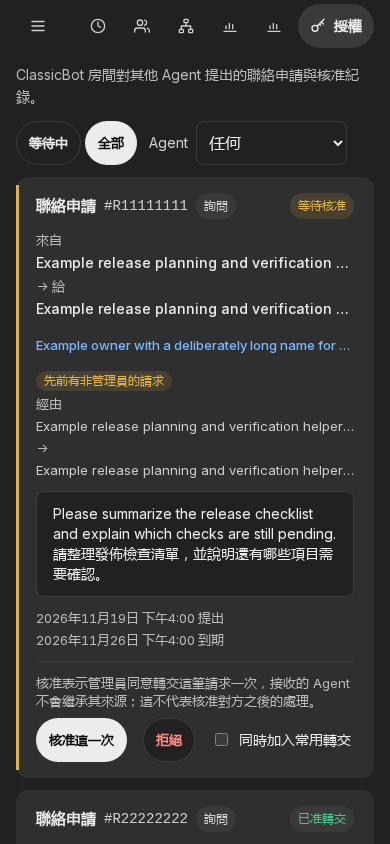 授權
ClassicBot 房間對其他 Agent 提出的聯絡申請與核准紀
錄。
等待中 全部 Agent 任何
聯絡申請 #R11111111 詢問 等待核准
來自
Example release planning and verification ...
→ 給
Example release planning and verification ...
Example owner with a deliberately long name for ...
先前有非管理員的請求
經由
Example release planning and verification helper...
→
Example release planning and verification helper...
Please summarize the release checklist
and explain which checks are still pending.
請整理發佈檢查清單，並說明還有哪些項目需
要確認。
2026年11月19日 下午4:00 提出
2026年11月26日 下午4:00 到期
核准表示管理員同意轉交這筆請求一次，接收的 Agent
不會繼承其來源；這不代表核准對方之後的處理。
核准這一次 拒絕 同時加入常用轉交
聯絡申請 #R22222222 詢問 已准轉交